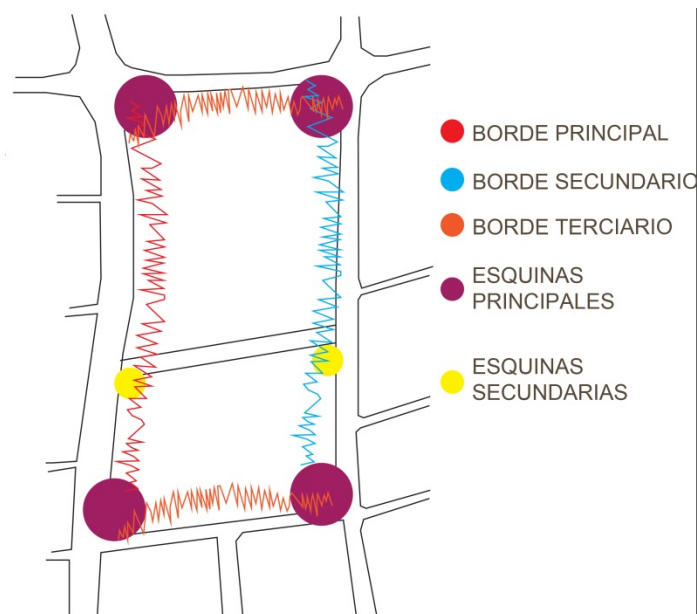 BORDE PRINCIPAL
BORDE SECUNDARIO
BORDE TERCIARIO
ESQUINAS
PRINCIPALES
ESQUINAS
SECUNDARIAS